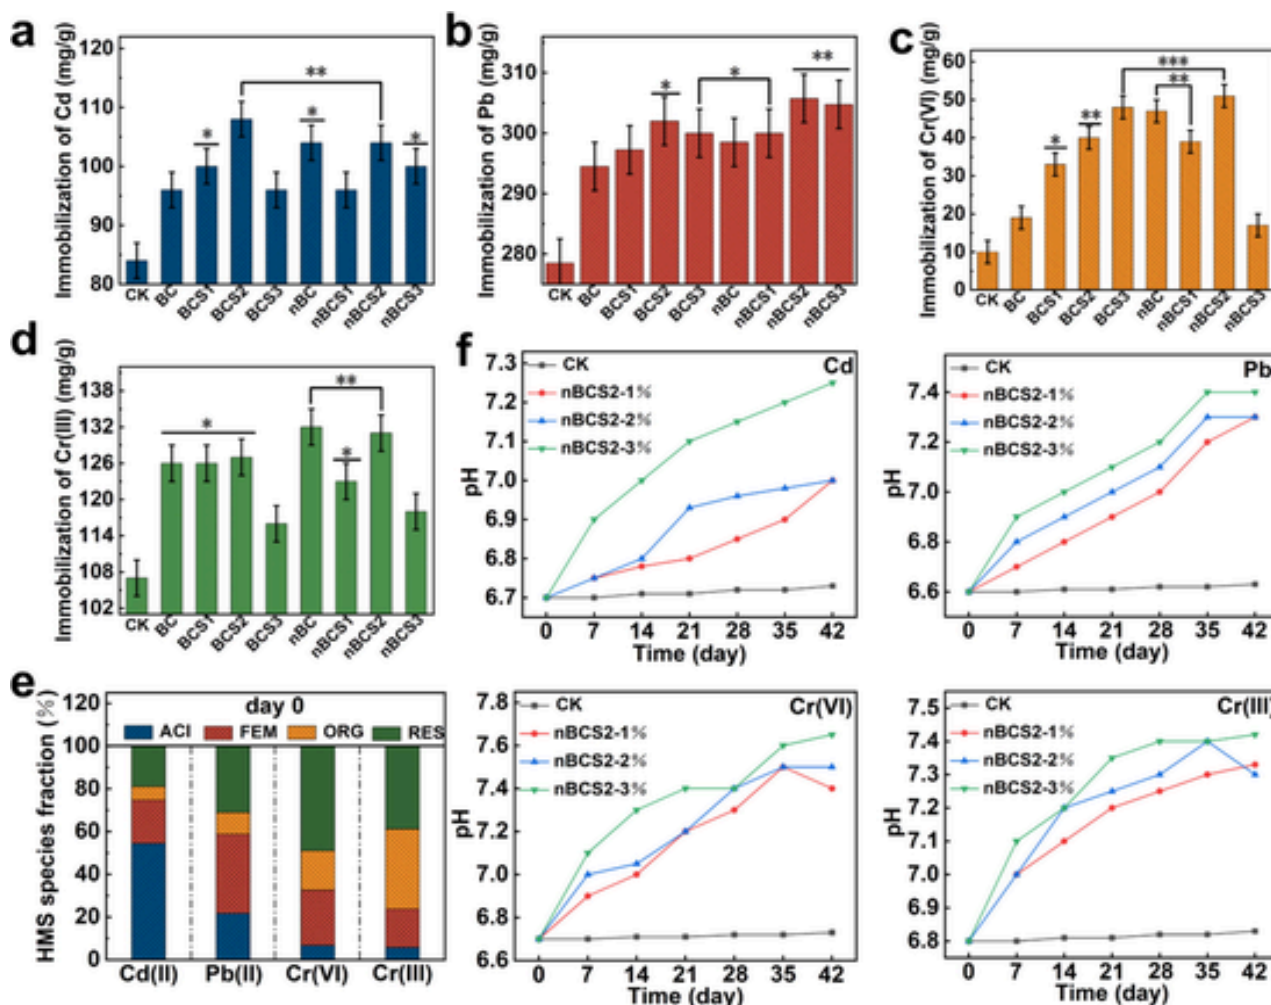 a
Immobilization of Cd (mg/g)
120
110
100
90
80
** * * *
CK BC BCS1 BCS2 BCS3 nBC nBCS1 nBCS2 nBCS3
b
Immobilization of Pb (mg/g)
310
300
290
280
* * **
CK BC BCS1 BCS2 BCS3 nBC nBCS1 nBCS2 nBCS3
c
Immobilization of Cr(VI) (mg/g)
60
50
40
30
20
10
0
* ** *** **
CK BC BCS1 BCS2 BCS3 nBC nBCS1 nBCS2 nBCS3
d
Immobilization of Cr(III) (mg/g)
138
132
126
120
114
108
102
* ** *
CK BC BCS1 BCS2 BCS3 nBC nBCS1 nBCS2 nBCS3
f
Cd
CK
nBCS2-1%
nBCS2-2%
nBCS2-3%
pH
7.3
7.2
7.1
7.0
6.9
6.8
6.7
0 7 14 21 28 35 42
Time (day)
Pb
CK
nBCS2-1%
nBCS2-2%
nBCS2-3%
pH
7.4
7.2
7.0
6.8
6.6
0 7 14 21 28 35 42
Time (day)
e
day 0
ACI FEM ORG RES
HMS species fraction (%)
120
100
80
60
40
20
0
Cd(II) Pb(II) Cr(VI) Cr(III)
Cr(VI)
CK
nBCS2-1%
nBCS2-2%
nBCS2-3%
pH
7.8
7.6
7.4
7.2
7.0
6.8
6.6
0 7 14 21 28 35 42
Time (day)
Cr(III)
CK
nBCS2-1%
nBCS2-2%
nBCS2-3%
pH
7.5
7.4
7.3
7.2
7.1
7.0
6.9
6.8
0 7 14 21 28 35 42
Time (day)